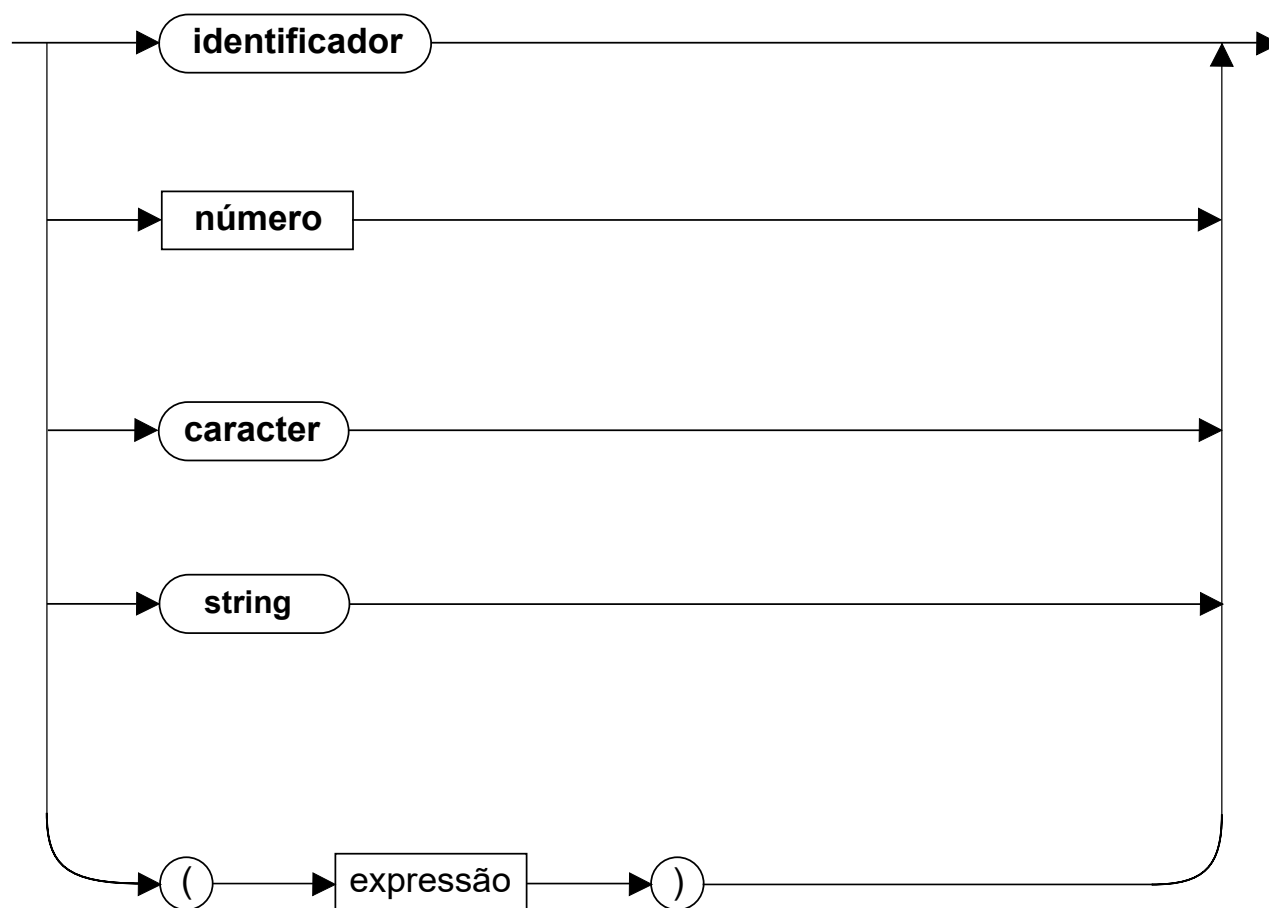 identificador
número
caracter
string
( expressão )